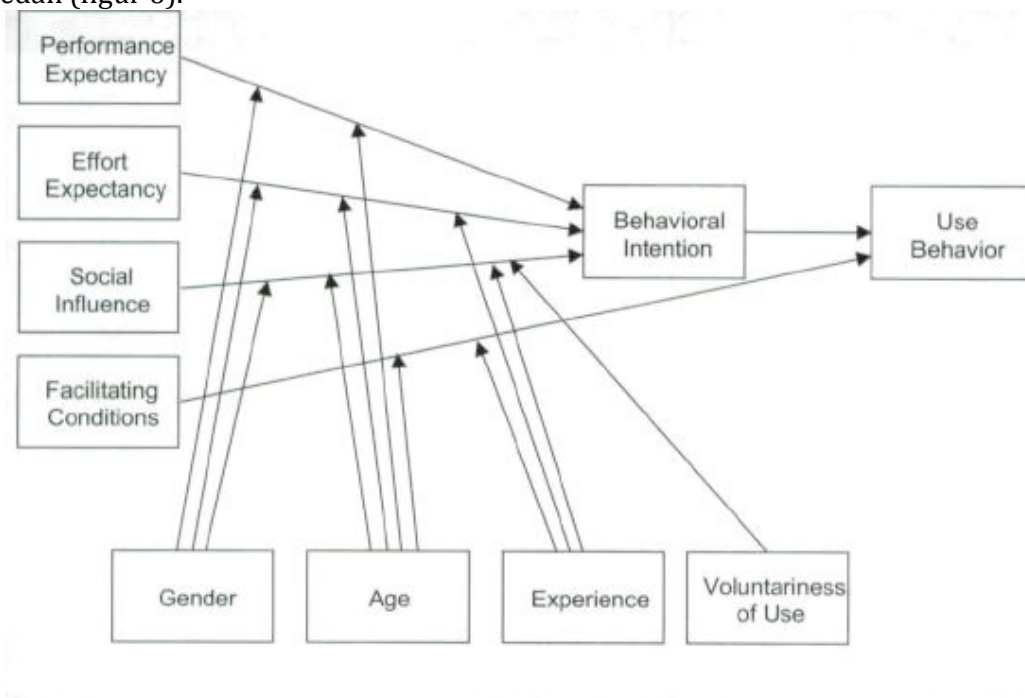 Performance
Expectancy
Effort
Expectancy
Social
Influence
Facilitating
Conditions
Behavioral
Intention
Use
Behavior
Gender
Age
Experience
Voluntariness
of Use